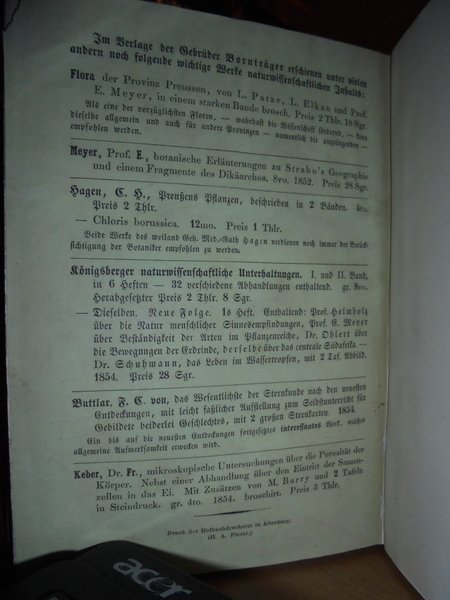 Im Verlage der Gebrüder Bornträger erschienen unter vielen
andern noch folgende wichtige Werke naturwissenschaftlichen Inhalts:
Flora der Provinz Preussen, von L. Patze, L. Elkan und Prof.
E. Meyer, in einem starken Bande brosch. Preis 2 Thlr. 18 Sgr.
Als eine der vorzüglichsten Floren, — wahrhaft die Wissenschaft fördernd, —
dieselbe allgemein und auch für andere Provinzen — namentlich die angränzenden —
empfohlen werden.
Meyer, Prof. E., botanische Erläuterungen zu Strabo's Geographie
und einem Fragmente des Dikäarchos. 8vo. 1852. Preis 28 Sgr.
Hagen, C. H., Preußens Pflanzen, beschrieben in 2 Bänden. 4to.
Preis 2 Thlr.
— Chloris borussica. 12mo. Preis 1 Thlr.
Beide Werke des weiland Geh. Med.-Rath Hagen verdienen noch immer der Berück-
sichtigung der Botaniker empfohlen zu werden.
Königsberger naturwissenschaftliche Unterhaltungen. I. und II. Band,
in 6 Heften — 32 verschiedene Abhandlungen enthaltend. gr. 8vo.
Herabgesetzter Preis 2 Thlr. 8 Sgr.
— Dieselben. Neue Folge. 1s Heft. Enthaltend: Prof. Helmholz
über die Natur menschlicher Sinnesempfindungen, Prof. E. Meyer
über Beständigkeit der Arten im Pflanzenreiche, Dr. Ohlert über
die Bewegungen der Erdrinde, derselbe über das centrale Südafrika. —
Dr. Schuhmann, das Leben im Wassertropfen, mit 2 Taf. Abbild.
1854. Preis 28 Sgr.
Buttlar, F. C. von, das Wesentlichste der Sternkunde nach den neuesten
Entdeckungen, mit leicht faßlicher Aufstellung zum Selbstunterricht für
Gebildete beiderlei Geschlechtes, mit 2 großen Sternkarten. 1854.
Ein bis auf die neuesten Entdeckungen fortgesetztes interessantes Werk, welches
allgemeine Aufmerksamkeit erwecken wird.
Keber, Dr. Fr., mikroskopische Untersuchungen über die Porosität der
Körper. Nebst einer Abhandlung über den Eintritt der Samen-
zellen in das Ei. Mit Zusätzen von M. Barry und 2 Tafeln
in Steindruck. gr. 4to. 1854. broschirt. Preis 3 Thlr.
Druck der Hofbuchdruckerei in Altenburg.
(H. A. Pierer.)
acer